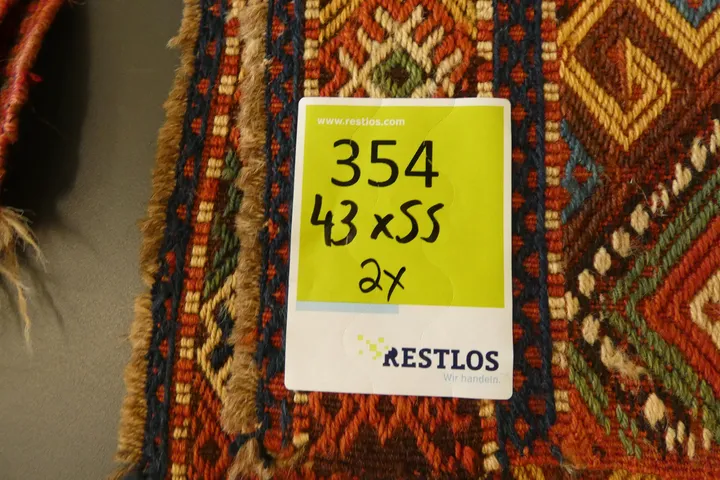 www.restlos.com
354
43 x 55
2x
RESTLOS
Wir handeln.